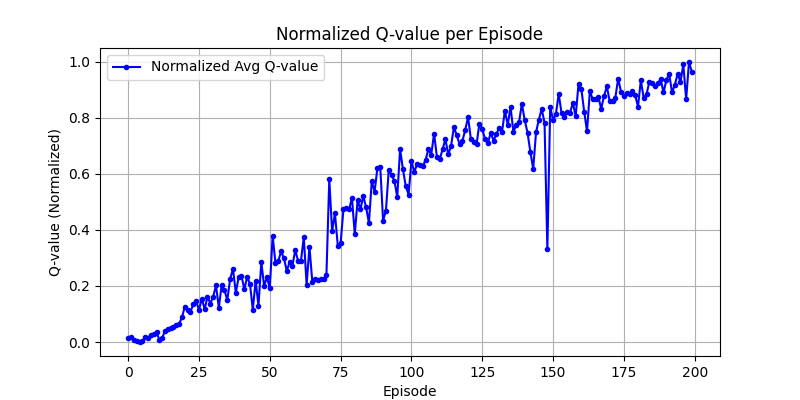 Normalized Q-value per Episode
Normalized Avg Q-value
Q-value (Normalized)
1.0
0.8
0.6
0.4
0.2
0.0
0 25 50 75 100 125 150 175 200
Episode